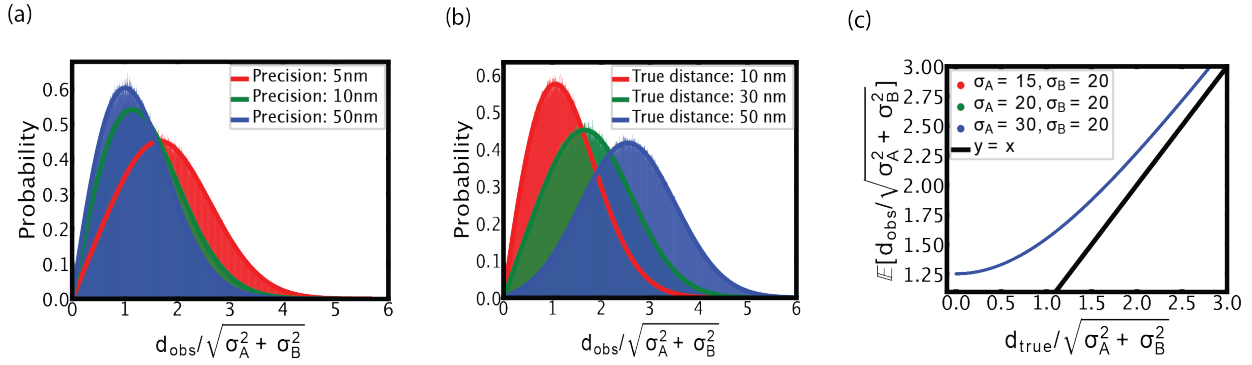 (a)
Probability
0.6
0.5
0.4
0.3
0.2
0.1
0.0
0 1 2 3 4 5 6
Precision: 5nm
Precision: 10nm
Precision: 50nm
d_obs/√σ_A^2 + σ_B^2
(b)
Probability
0.6
0.5
0.4
0.3
0.2
0.1
0.0
0 1 2 3 4 5 6
True distance: 10 nm
True distance: 30 nm
True distance: 50 nm
d_obs/√σ_A^2 + σ_B^2
(c)
𝔼[d_obs/√σ_A^2 + σ_B^2]
3.00
2.75
2.50
2.25
2.00
1.75
1.50
1.25
0.0 0.5 1.0 1.5 2.0 2.5 3.0
σ_A = 15, σ_B = 20
σ_A = 20, σ_B = 20
σ_A = 30, σ_B = 20
y = x
d_true/√σ_A^2 + σ_B^2